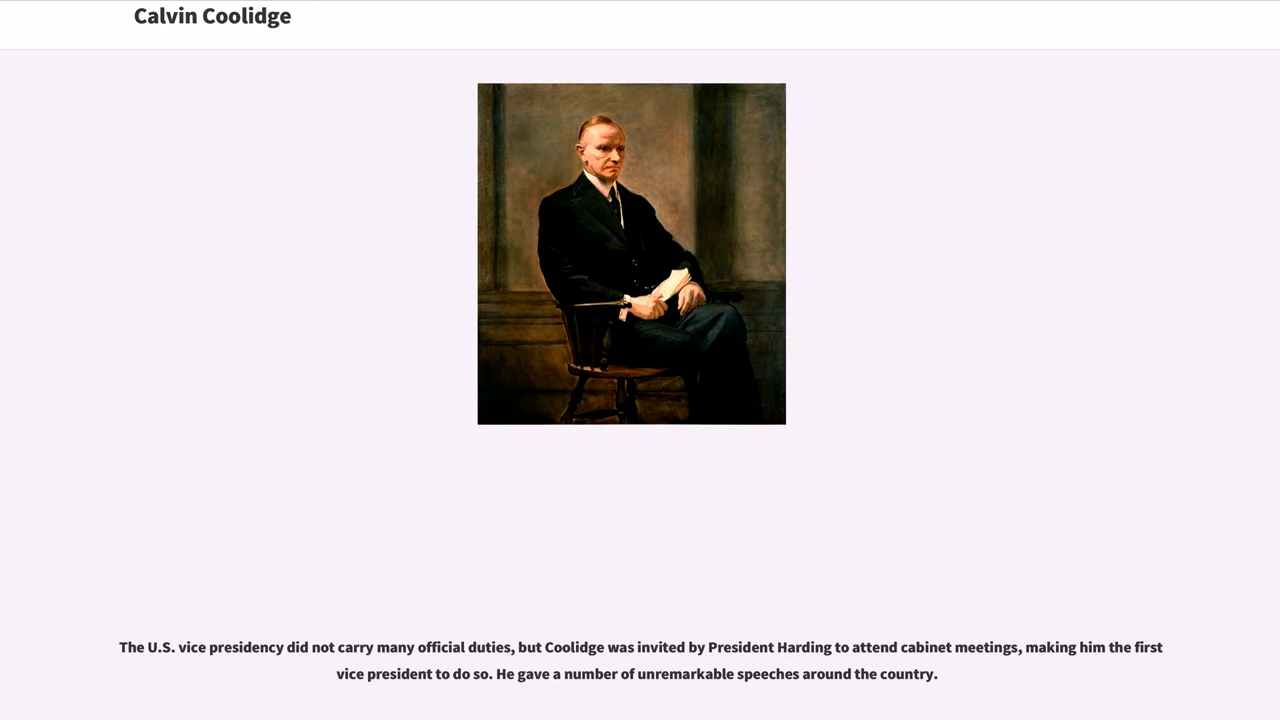 Calvin Coolidge
The U.S. vice presidency did not carry many official duties, but Coolidge was invited by President Harding to attend cabinet meetings, making him the first
vice president to do so. He gave a number of unremarkable speeches around the country.